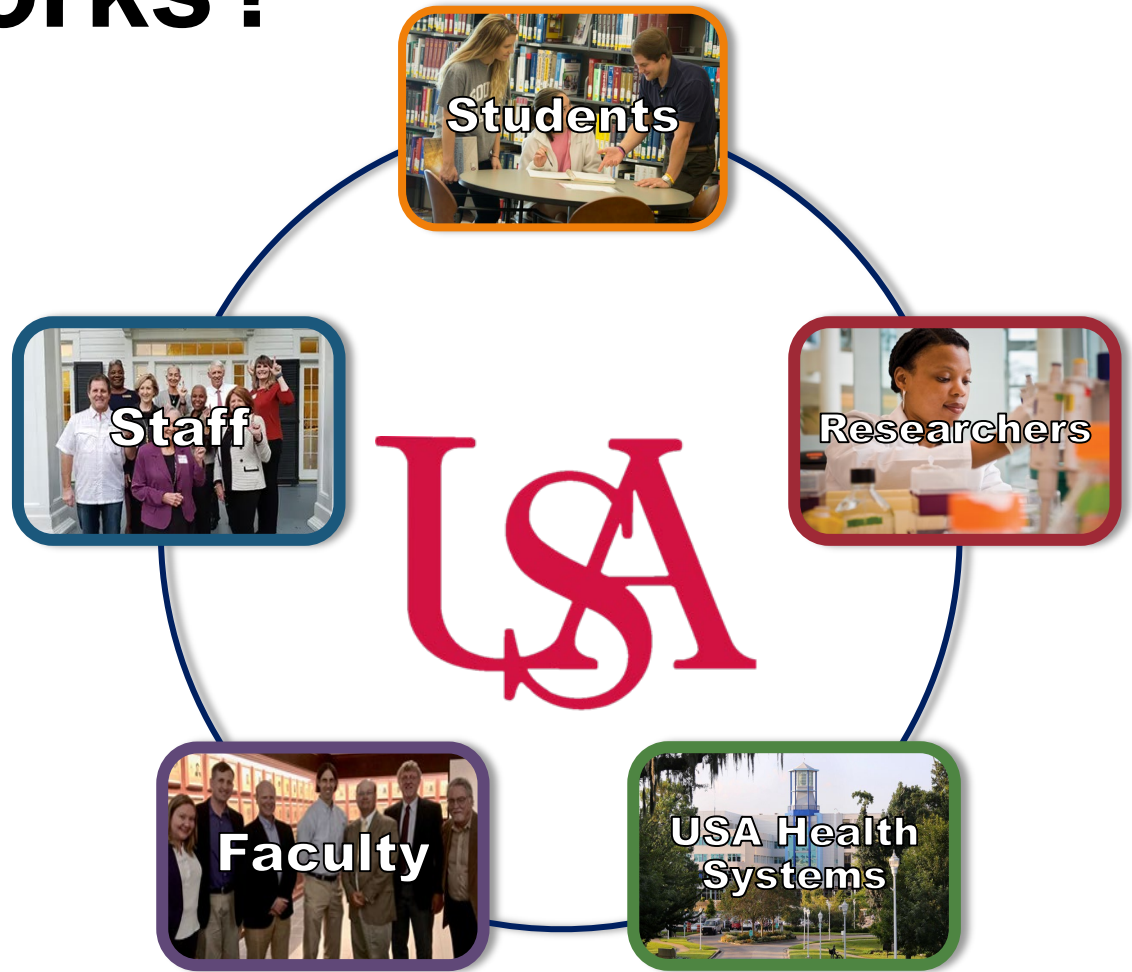 orks?
Students
Staff
Researchers
USA
Faculty
USA Health
Systems